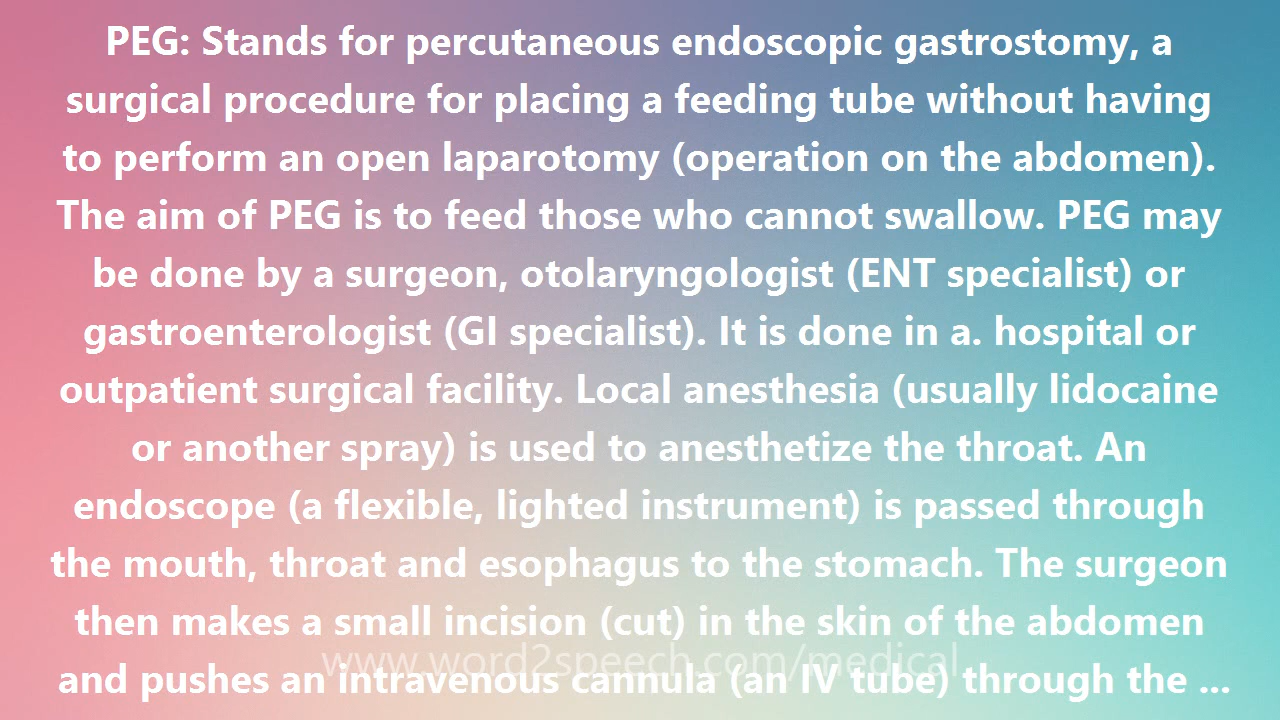 PEG: Stands for percutaneous endoscopic gastrostomy, a
surgical procedure for placing a feeding tube without having
to perform an open laparotomy (operation on the abdomen).
The aim of PEG is to feed those who cannot swallow. PEG may
be done by a surgeon, otolaryngologist (ENT specialist) or
gastroenterologist (GI specialist). It is done in a. hospital or
outpatient surgical facility. Local anesthesia (usually lidocaine
or another spray) is used to anesthetize the throat. An
endoscope (a flexible, lighted instrument) is passed through
the mouth, throat and esophagus to the stomach. The surgeon
then makes a small incision (cut) in the skin of the abdomen
www.word2speech.com/medical
and pushes an intravenous cannula (an IV tube) through the ...